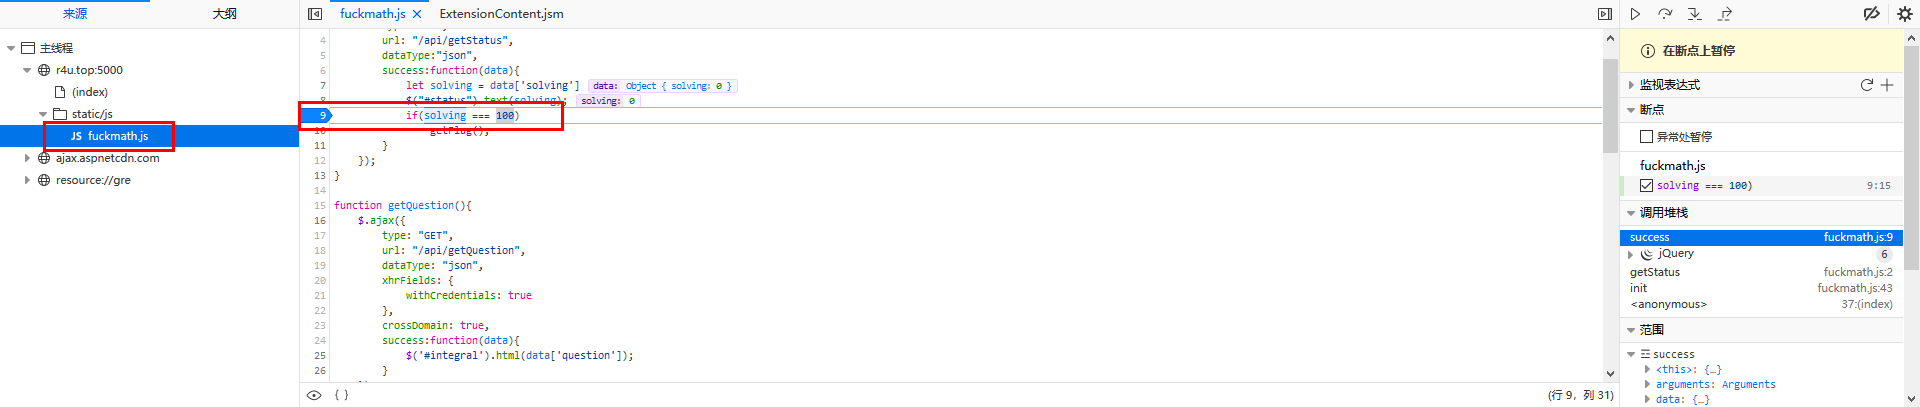 来源
大纲
主线程
r4u.top:5000
(index)
static/js
JS fuckmath.js
ajax.aspnetcdn.com
resource://gre
fuckmath.js
ExtensionContent.jsm
4 url: "/api/getStatus",
5 dataType:"json",
6 success:function(data){
7 let solving = data['solving'] data: Object { solving: 0 }
8 $("#status").text(solving); solving: 0
9 if(solving === 100)
10 getFlag();
11 }
12 });
13 }
14
15 function getQuestion(){
16 $.ajax({
17 type: "GET",
18 url: "/api/getQuestion",
19 dataType: "json",
20 xhrFields: {
21 withCredentials: true
22 },
23 crossDomain: true,
24 success:function(data){
25 $('#integral').html(data['question']);
26 }
{ }
(行 9，列 31)
在断点上暂停
监视表达式
断点
异常处暂停
fuckmath.js
solving === 100) 9:15
调用堆栈
success fuckmath.js:9
jQuery 6
getStatus fuckmath.js:2
init fuckmath.js:43
<anonymous> 37:(index)
范围
success
<this>: {…}
arguments: Arguments
data: {…}